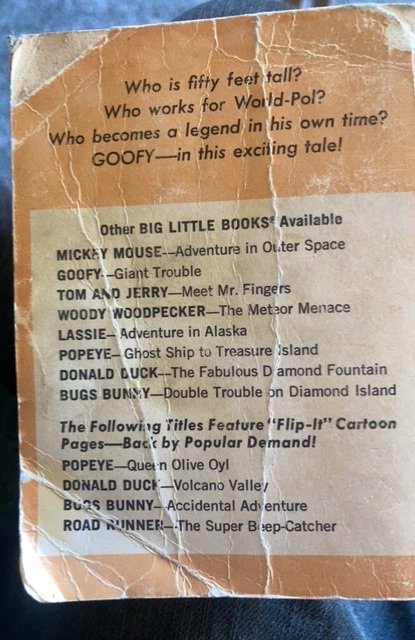 Who is fifty feet tall?
Who works for World-Pol?
Who becomes a legend in his own time?
GOOFY—in this exciting tale!
Other BIG LITTLE BOOKS® Available
MICKEY MOUSE--Adventure in Outer Space
GOOFY--Giant Trouble
TOM AND JERRY—Meet Mr. Fingers
WOODY WOODPECKER—The Meteor Menace
LASSIE—Adventure in Alaska
POPEYE—Ghost Ship to Treasure Island
DONALD DUCK—The Fabulous Diamond Fountain
BUGS BUNNY—Double Trouble on Diamond Island
The Following Titles Feature "Flip-It" Cartoon
Pages—Back by Popular Demand!
POPEYE—Queen Olive Oyl
DONALD DUCK—Volcano Valley
BUGS BUNNY—Accidental Adventure
ROAD RUNNER—The Super Beep-Catcher